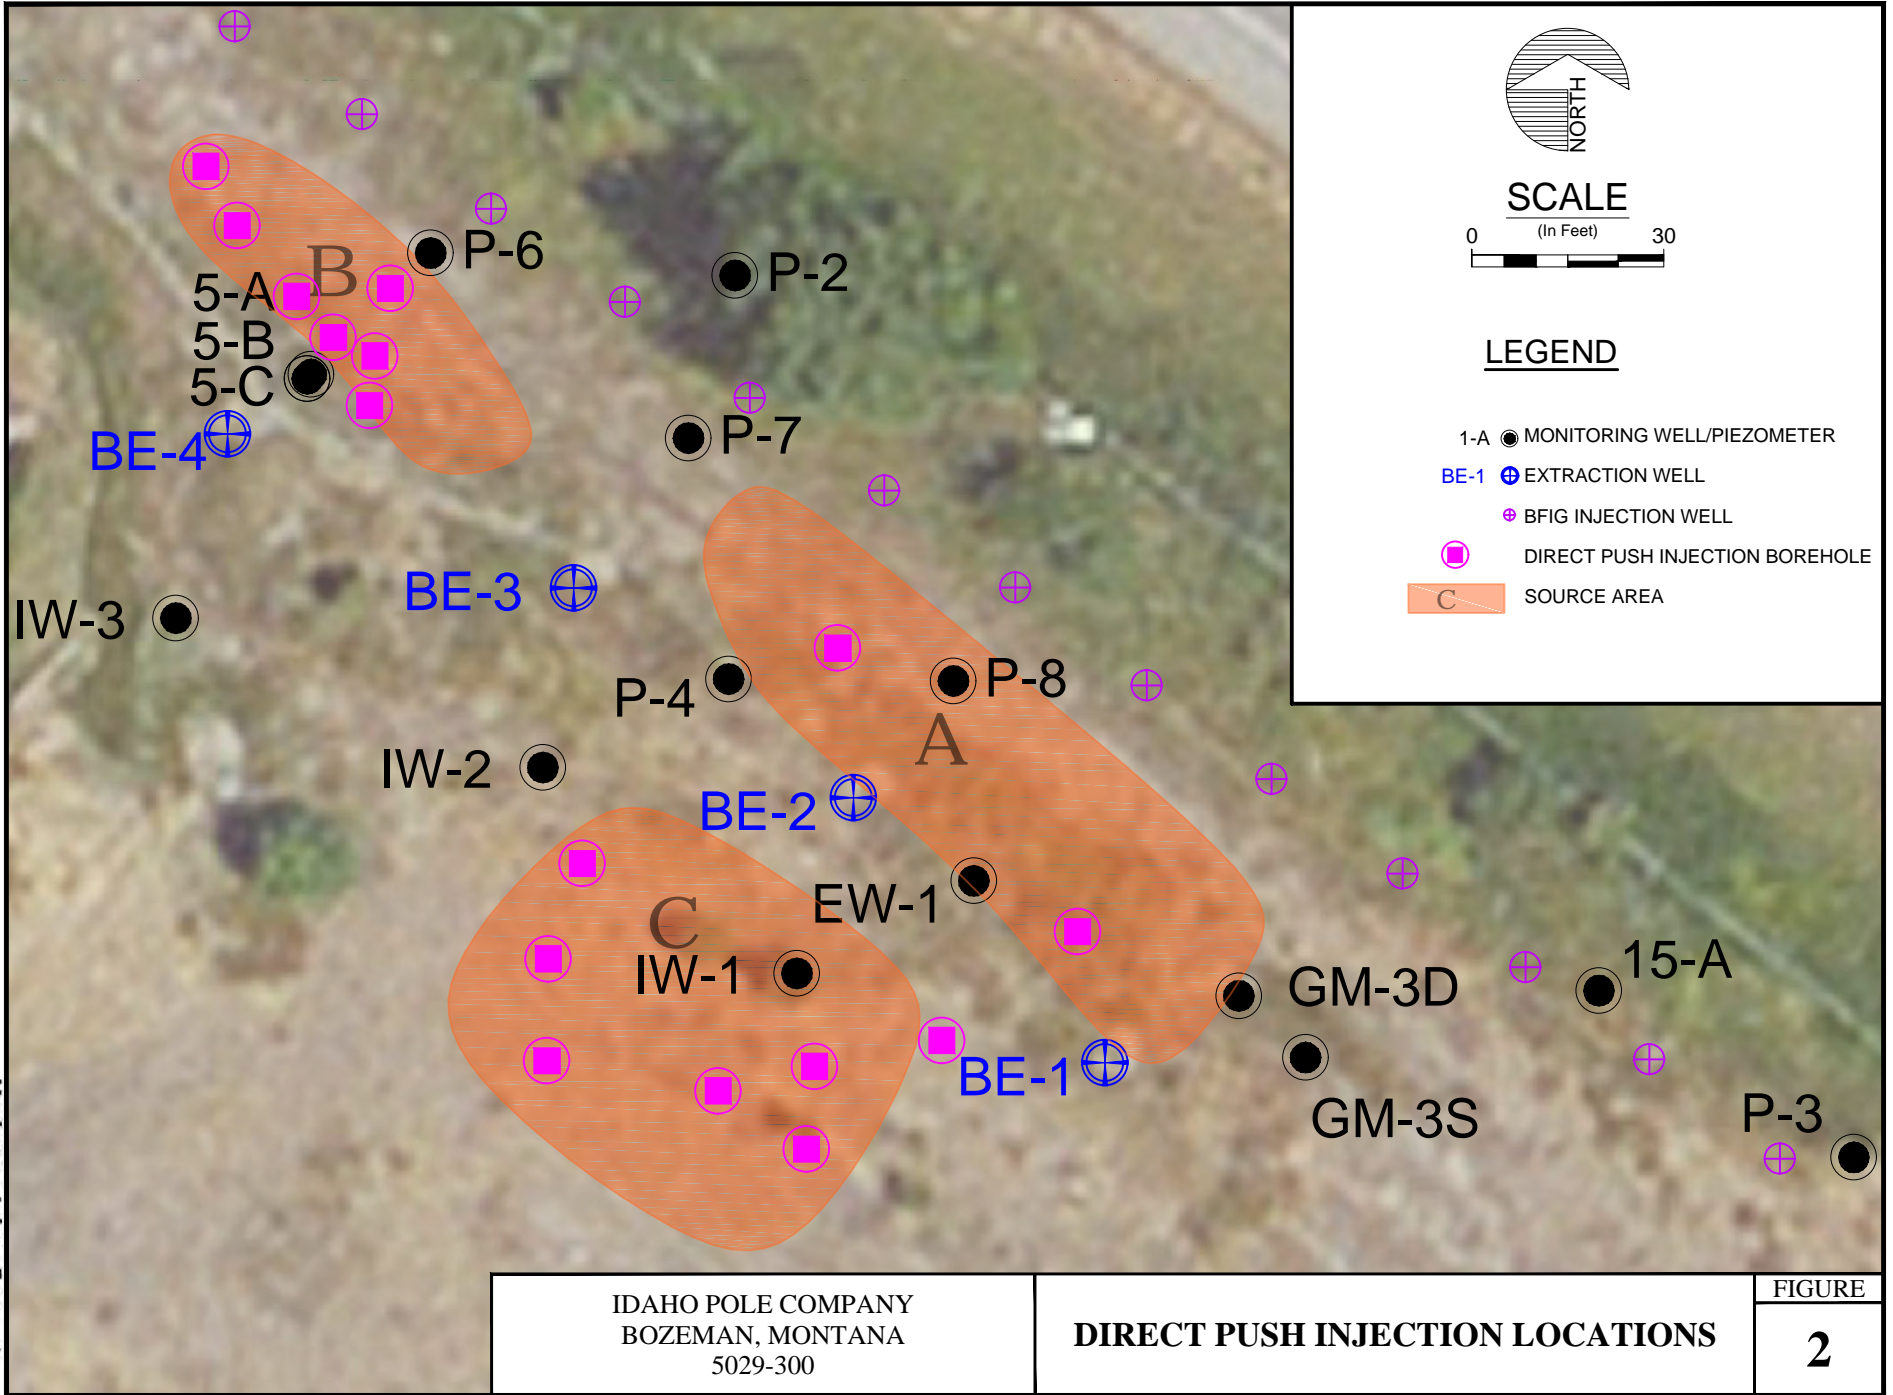 NORTH
SCALE
(In Feet)
0 30
LEGEND
1-A MONITORING WELL/PIEZOMETER
BE-1 EXTRACTION WELL
BFIG INJECTION WELL
DIRECT PUSH INJECTION BOREHOLE
C SOURCE AREA
B
P-6
P-2
5-A
5-B
5-C
BE-4
P-7
BE-3
IW-3
P-4
P-8
A
IW-2
BE-2
C
EW-1
IW-1
GM-3D
15-A
BE-1
GM-3S
P-3
IDAHO POLE COMPANY
BOZEMAN, MONTANA
5029-300
DIRECT PUSH INJECTION LOCATIONS
FIGURE
2